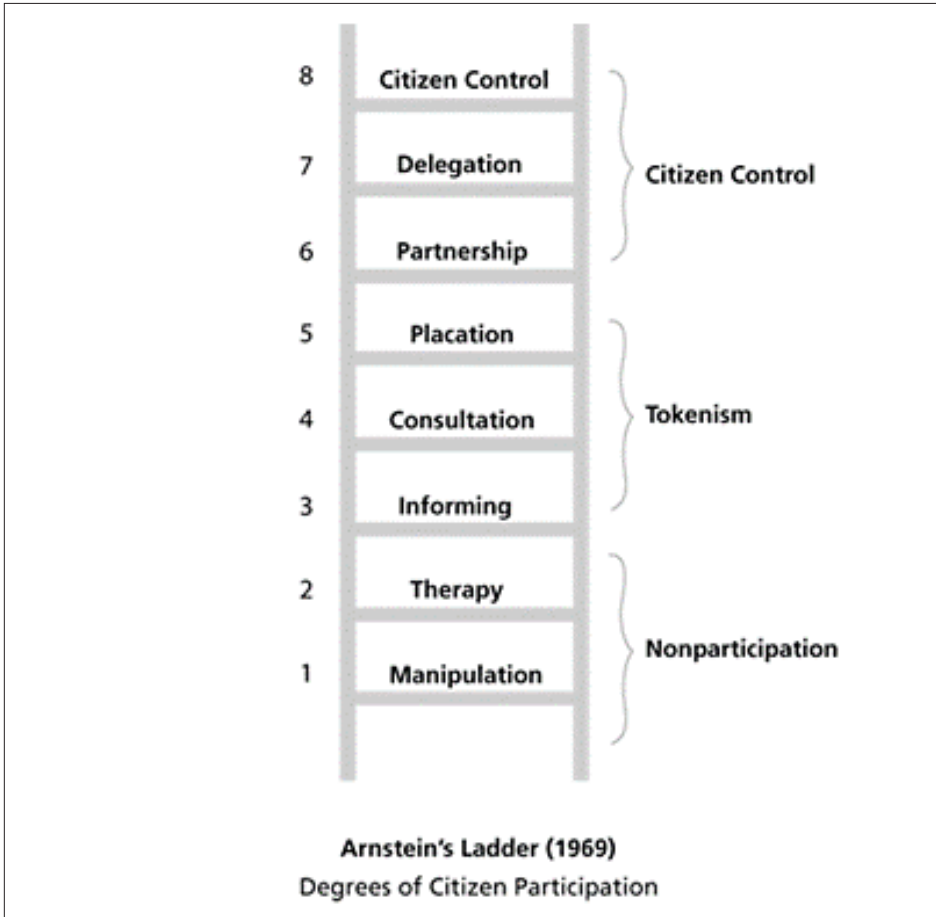 8 Citizen Control
7 Delegation
Citizen Control
6 Partnership
5 Placation
4 Consultation
Tokenism
3 Informing
2 Therapy
Nonparticipation
1 Manipulation
Arnstein's Ladder (1969)
Degrees of Citizen Participation